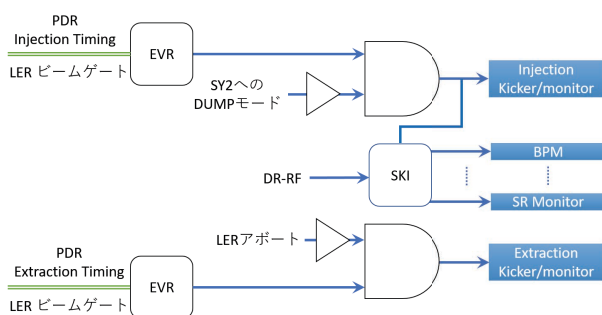 PDR
Injection Timing
LER ビームゲート
EVR
SY2への
DUMPモード
Injection
Kicker/monitor
DR-RF
SKI
BPM
SR Monitor
LERアボート
PDR
Extraction Timing
LER ビームゲート
EVR
Extraction
Kicker/monitor